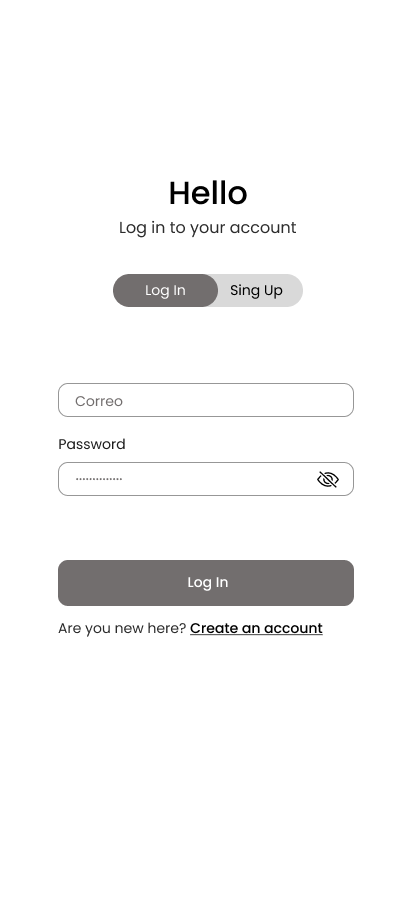 Hello
Log in to your account
Log In Sing Up
Correo
Password
··············
Log In
Are you new here? Create an account